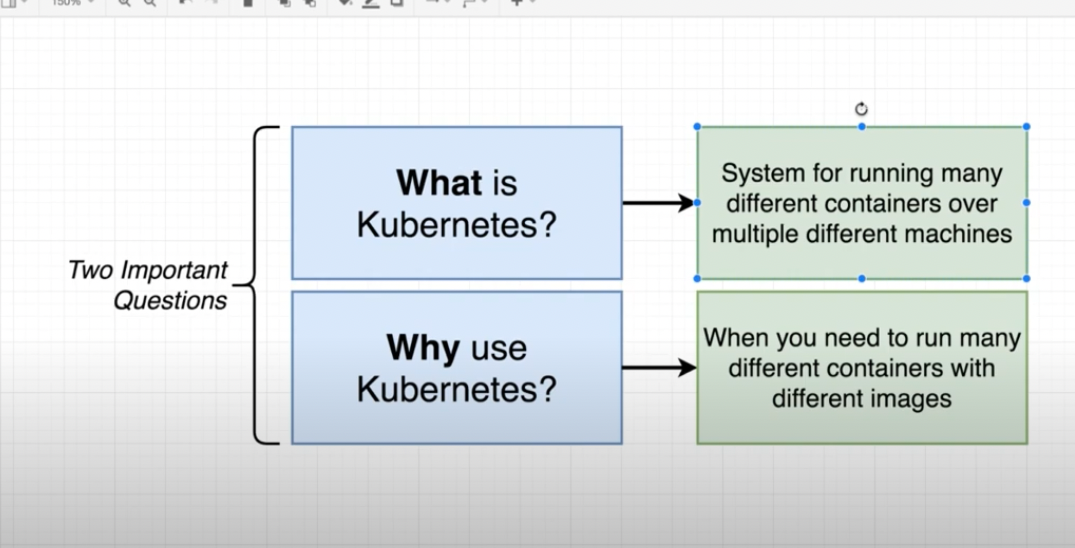 150%
Two Important
Questions
What is
Kubernetes?
System for running many
different containers over
multiple different machines
Why use
Kubernetes?
When you need to run many
different containers with
different images